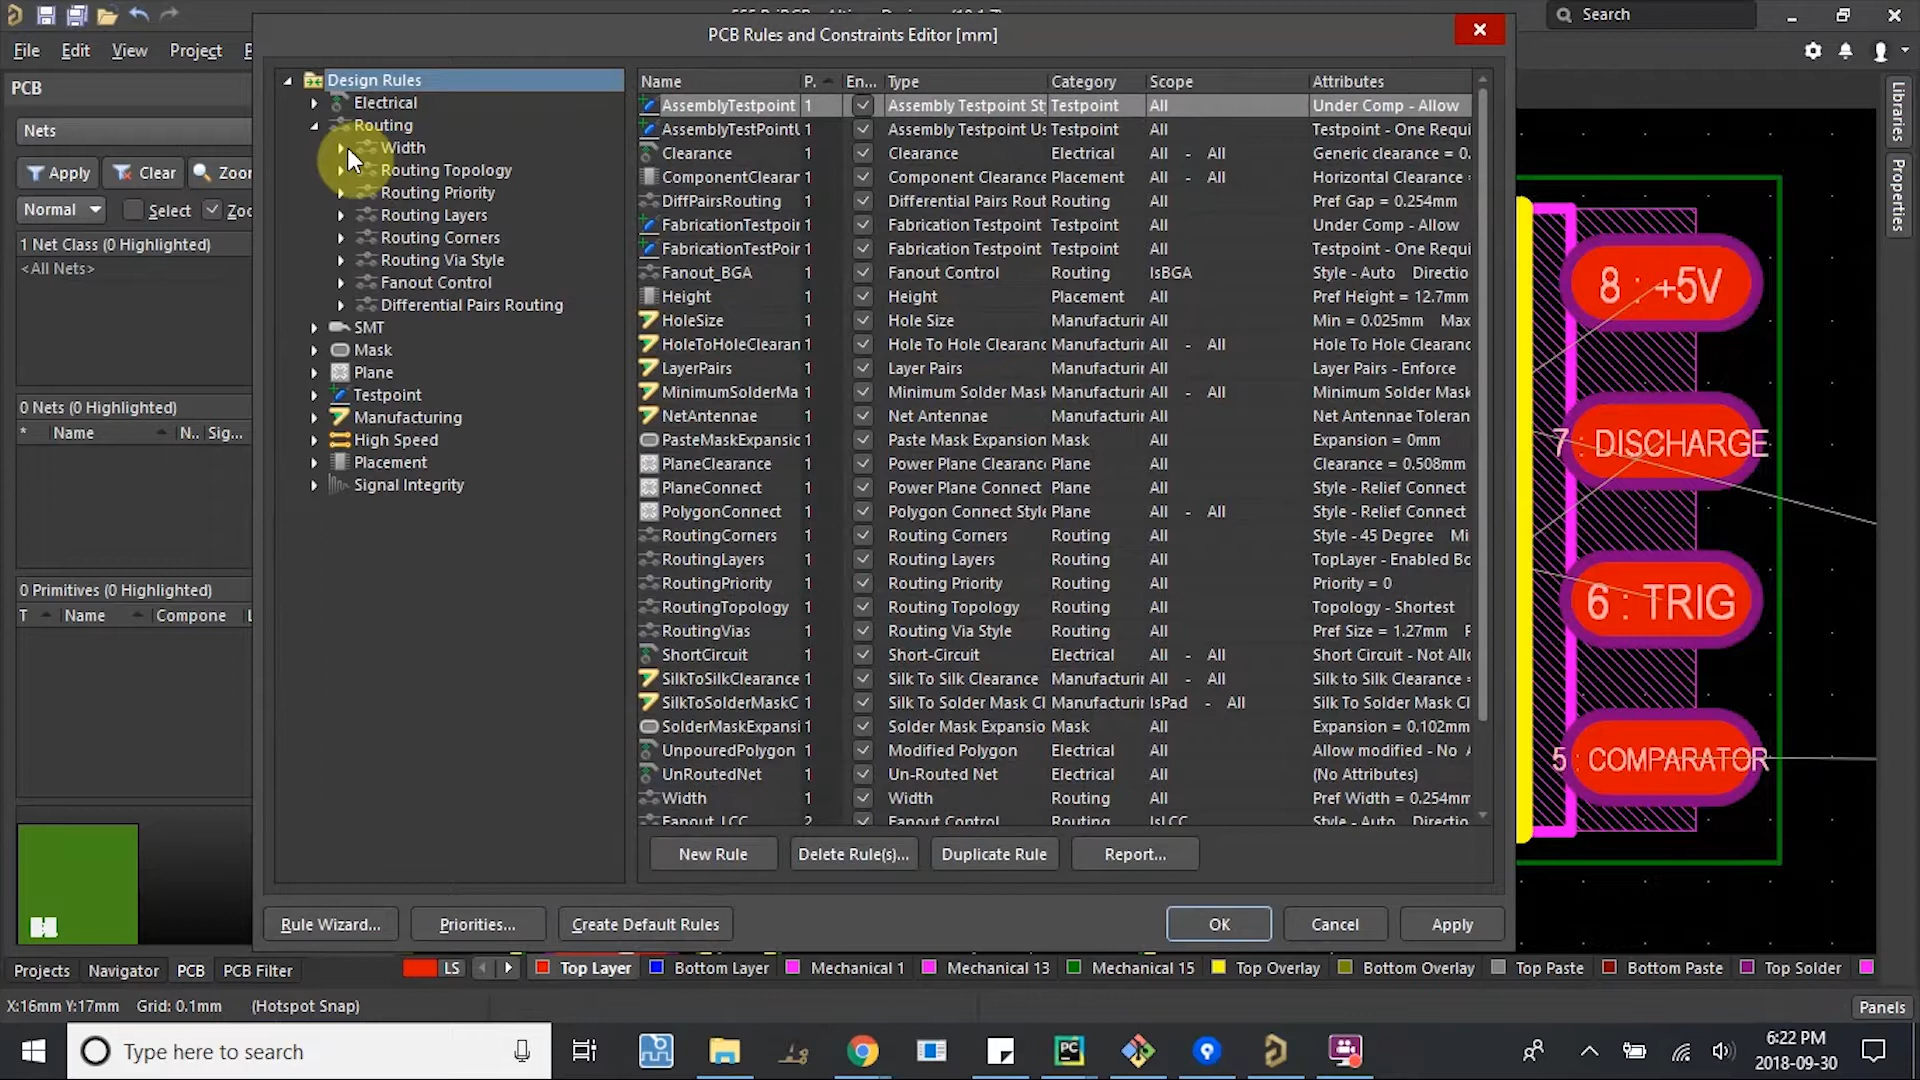 Search
PCB Rules and Constraints Editor [mm]
File Edit View Project
PCB
Nets
Apply Clear
Normal Select
1 Net Class (0 Highlighted)
<All Nets>
0 Nets (0 Highlighted)
* Name N.. Sig...
0 Primitives (0 Highlighted)
T Name Compone
Design Rules
Electrical
Routing
Width
Routing Topology
Routing Priority
Routing Layers
Routing Corners
Routing Via Style
Fanout Control
Differential Pairs Routing
SMT
Mask
Plane
Testpoint
Manufacturing
High Speed
Placement
Signal Integrity
Name P. En... Type Category Scope Attributes
AssemblyTestpoint 1 Assembly Testpoint St Testpoint All Under Comp - Allow
AssemblyTestPointU 1 Assembly Testpoint Us Testpoint All Testpoint - One Requi
Clearance 1 Clearance Electrical All - All Generic clearance = 0.
ComponentClearan 1 Component Clearance Placement All - All Horizontal Clearance =
DiffPairsRouting 1 Differential Pairs Rout Routing All Pref Gap = 0.254mm
FabricationTestpoin 1 Fabrication Testpoint Testpoint All Under Comp - Allow
FabricationTestPoin 1 Fabrication Testpoint Testpoint All Testpoint - One Requi
Fanout_BGA 1 Fanout Control Routing IsBGA Style - Auto Directio
Height 1 Height Placement All Pref Height = 12.7mm
HoleSize 1 Hole Size Manufacturin All Min = 0.025mm Max
HoleToHoleClearan 1 Hole To Hole Clearanc Manufacturin All - All Hole To Hole Clearanc
LayerPairs 1 Layer Pairs Manufacturin All Layer Pairs - Enforce
MinimumSolderMa 1 Minimum Solder Mask Manufacturin All - All Minimum Solder Mask
NetAntennae 1 Net Antennae Manufacturin All Net Antennae Toleran
PasteMaskExpansic 1 Paste Mask Expansion Mask All Expansion = 0mm
PlaneClearance 1 Power Plane Clearanc Plane All Clearance = 0.508mm
PlaneConnect 1 Power Plane Connect Plane All Style - Relief Connect
PolygonConnect 1 Polygon Connect Style Plane All - All Style - Relief Connect
RoutingCorners 1 Routing Corners Routing All Style - 45 Degree Mi
RoutingLayers 1 Routing Layers Routing All TopLayer - Enabled Bo
RoutingPriority 1 Routing Priority Routing All Priority = 0
RoutingTopology 1 Routing Topology Routing All Topology - Shortest
RoutingVias 1 Routing Via Style Routing All Pref Size = 1.27mm P
ShortCircuit 1 Short-Circuit Electrical All - All Short Circuit - Not Allo
SilkToSilkClearance 1 Silk To Silk Clearance Manufacturin All - All Silk to Silk Clearance =
SilkToSolderMaskC 1 Silk To Solder Mask Cl Manufacturin IsPad - All Silk To Solder Mask Cl
SolderMaskExpansi 1 Solder Mask Expansio Mask All Expansion = 0.102mm
UnpouredPolygon 1 Modified Polygon Electrical All Allow modified - No A
UnRoutedNet 1 Un-Routed Net Electrical All (No Attributes)
Width 1 Width Routing All Pref Width = 0.254mm
Fanout_LCC 2 Fanout Control Routing IsLCC Style - Auto Directio
New Rule Delete Rule(s)... Duplicate Rule Report...
Rule Wizard... Priorities... Create Default Rules OK Cancel Apply
Libraries
Properties
8 : +5V
7 : DISCHARGE
6 : TRIG
5 : COMPARATOR
Projects Navigator PCB PCB Filter LS Top Layer Bottom Layer Mechanical 1 Mechanical 13 Mechanical 15 Top Overlay Bottom Overlay Top Paste Bottom Paste Top Solder
X:16mm Y:17mm Grid: 0.1mm (Hotspot Snap) Panels
Type here to search
PC
6:22 PM
2018-09-30